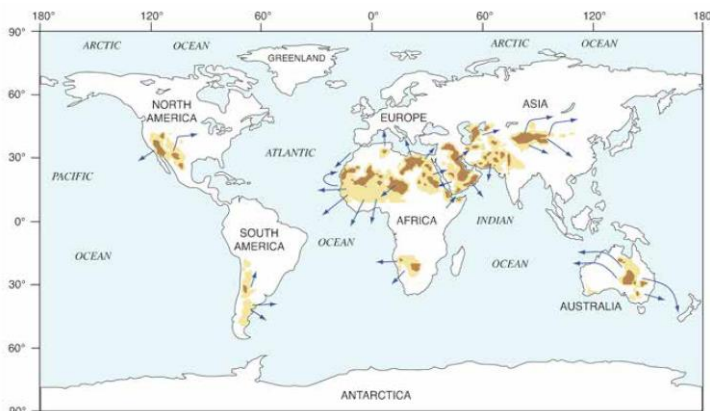 180° 120° 60° 0° 60° 120° 180
90°
ARCTIC OCEAN ARCTIC OCEAN
GREENLAND
60°
NORTH AMERICA
EUROPE
ASIA
30°
ATLANTIC
PACIFIC
0°
AFRICA
INDIAN
SOUTH AMERICA
OCEAN
OCEAN
OCEAN
30°
AUSTRALIA
60°
ANTARCTICA
90°